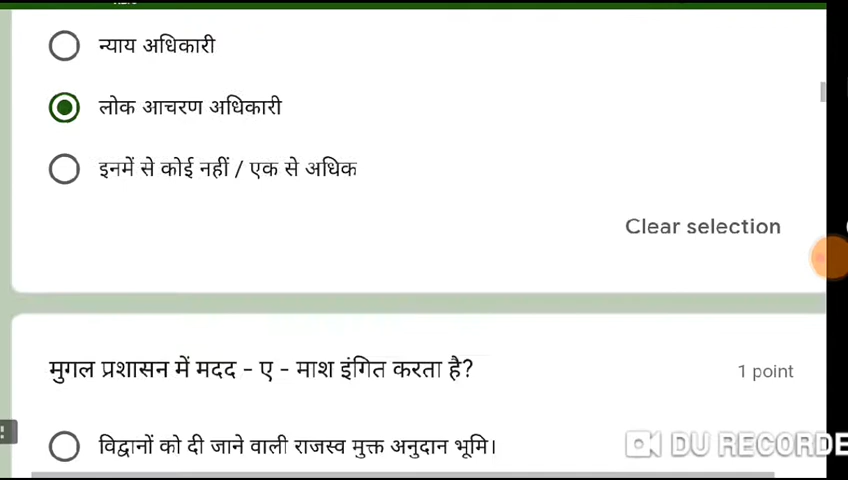 न्याय अधिकारी
लोक आचरण अधिकारी
इनमें से कोई नहीं / एक से अधिक
Clear selection
मुगल प्रशासन में मदद - ए - माश इंगित करता है?
1 point
विद्वानों को दी जाने वाली राजस्व मुक्त अनुदान भूमि।
DU RECORDE